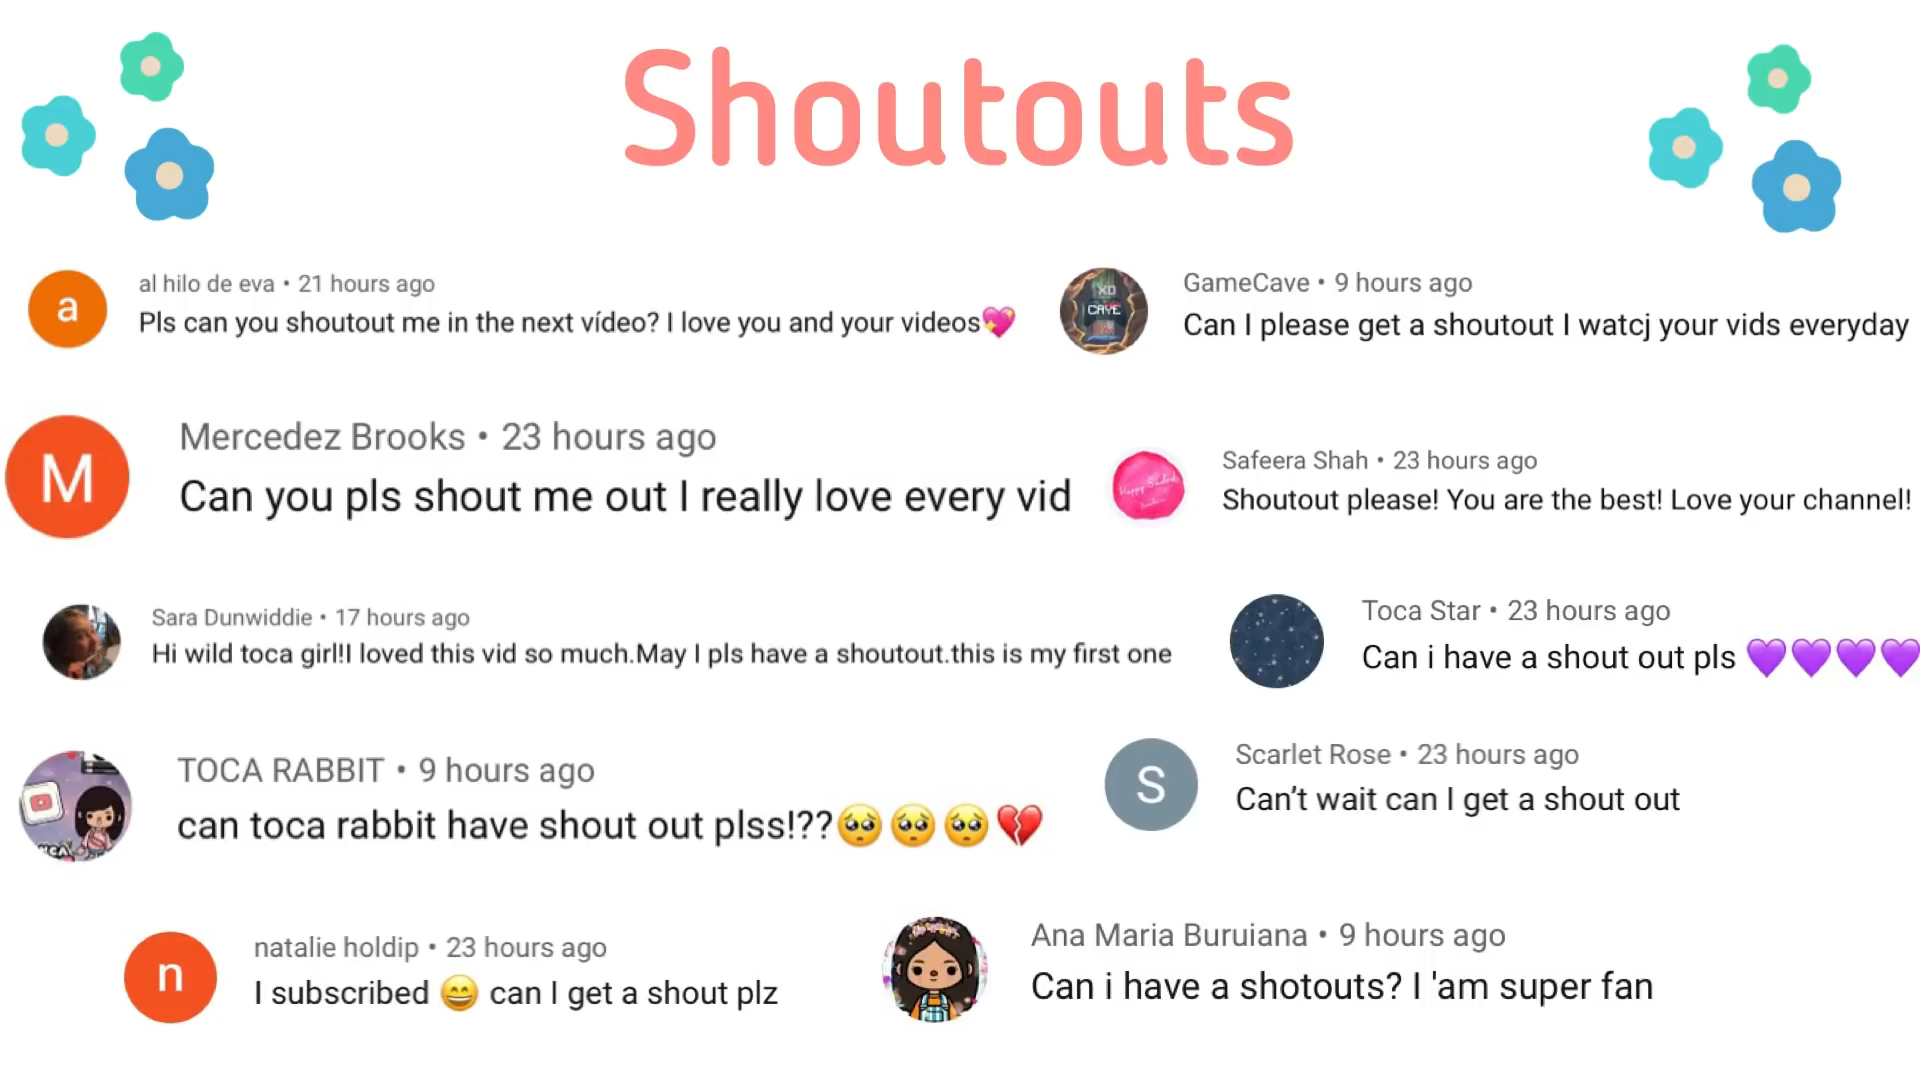 Shoutouts
a
al hilo de eva • 21 hours ago
Pls can you shoutout me in the next vídeo? I love you and your videos💖
XD
CAVE
GameCave • 9 hours ago
Can I please get a shoutout I watcj your vids everyday
M
Mercedez Brooks • 23 hours ago
Can you pls shout me out I really love every vid
Safeera Shah • 23 hours ago
Shoutout please! You are the best! Love your channel!
Sara Dunwiddie • 17 hours ago
Hi wild toca girl!I loved this vid so much.May I pls have a shoutout.this is my first one
Toca Star • 23 hours ago
Can i have a shout out pls 💜💜💜💜
TOCA RABBIT • 9 hours ago
can toca rabbit have shout out plss!??🥺🥺🥺💔
S
Scarlet Rose • 23 hours ago
Can’t wait can I get a shout out
n
natalie holdip • 23 hours ago
I subscribed 😄 can I get a shout plz
Ana Maria Buruiana • 9 hours ago
Can i have a shotouts? I 'am super fan